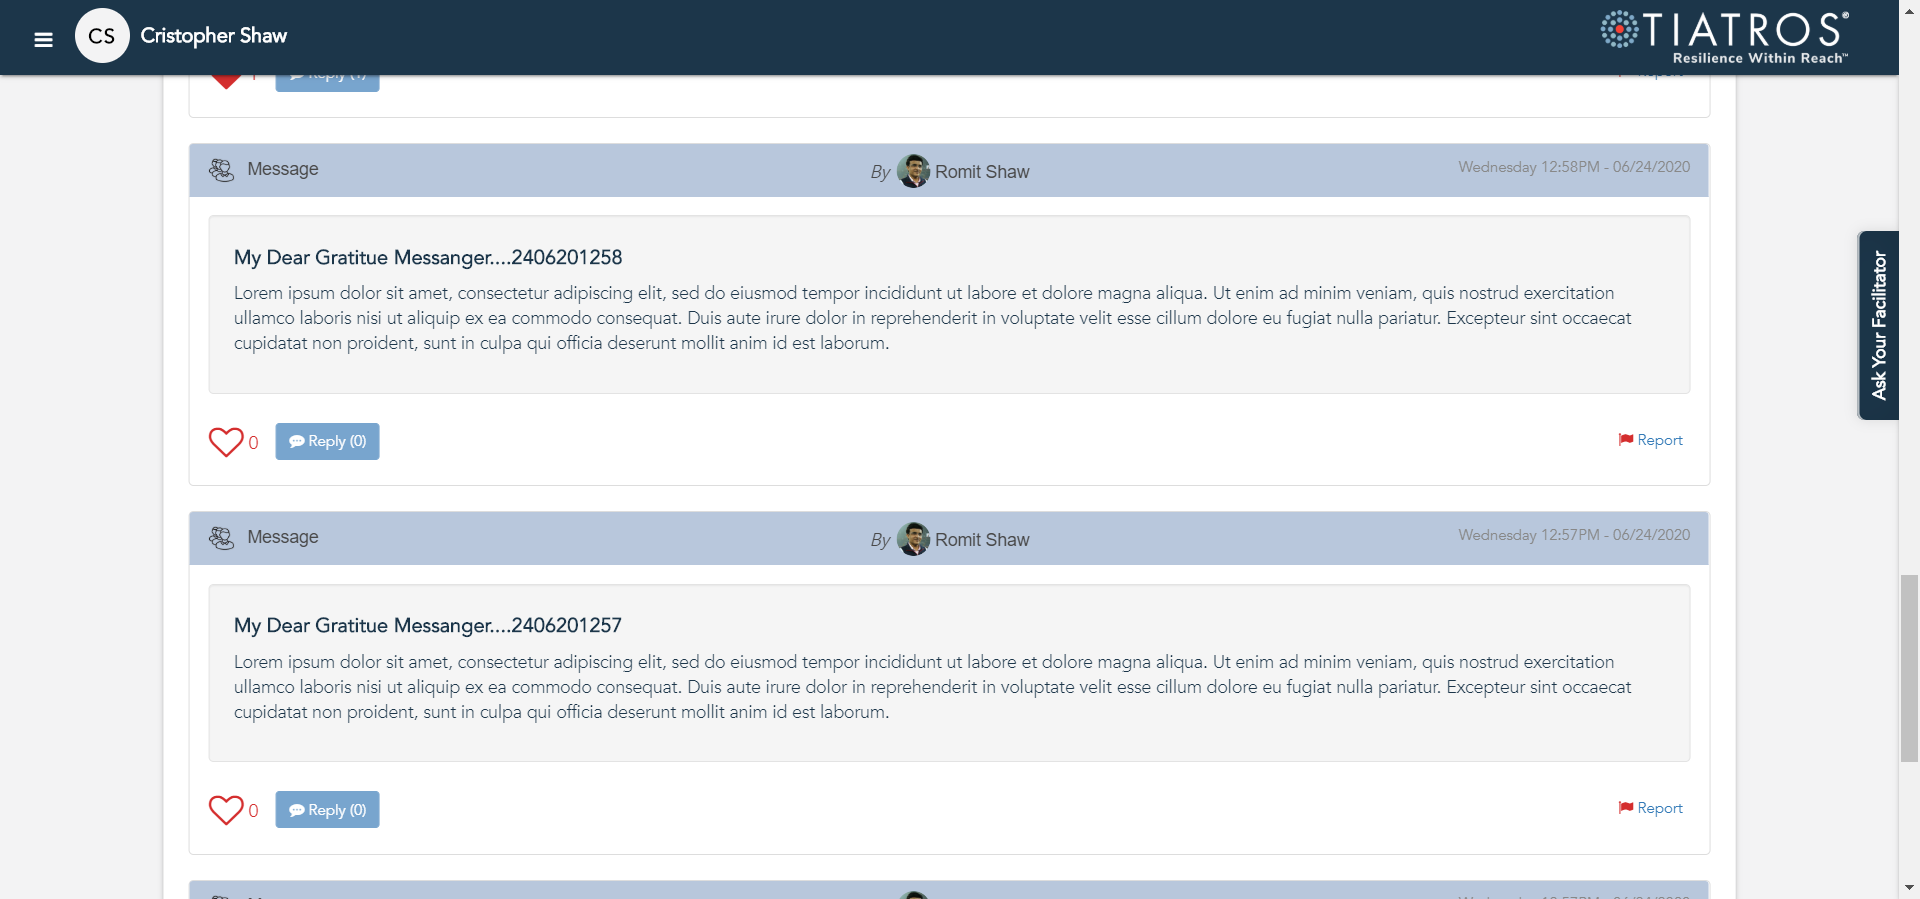 CS Cristopher Shaw
TIATROS®
Resilience Within Reach™
1 Reply (1) Report
Message By Romit Shaw Wednesday 12:58PM - 06/24/2020
My Dear Gratitue Messanger....2406201258
Lorem ipsum dolor sit amet, consectetur adipiscing elit, sed do eiusmod tempor incididunt ut labore et dolore magna aliqua. Ut enim ad minim veniam, quis nostrud exercitation
ullamco laboris nisi ut aliquip ex ea commodo consequat. Duis aute irure dolor in reprehenderit in voluptate velit esse cillum dolore eu fugiat nulla pariatur. Excepteur sint occaecat
cupidatat non proident, sunt in culpa qui officia deserunt mollit anim id est laborum.
0 Reply (0) Report
Ask Your Facilitator
Message By Romit Shaw Wednesday 12:57PM - 06/24/2020
My Dear Gratitue Messanger....2406201257
Lorem ipsum dolor sit amet, consectetur adipiscing elit, sed do eiusmod tempor incididunt ut labore et dolore magna aliqua. Ut enim ad minim veniam, quis nostrud exercitation
ullamco laboris nisi ut aliquip ex ea commodo consequat. Duis aute irure dolor in reprehenderit in voluptate velit esse cillum dolore eu fugiat nulla pariatur. Excepteur sint occaecat
cupidatat non proident, sunt in culpa qui officia deserunt mollit anim id est laborum.
0 Reply (0) Report